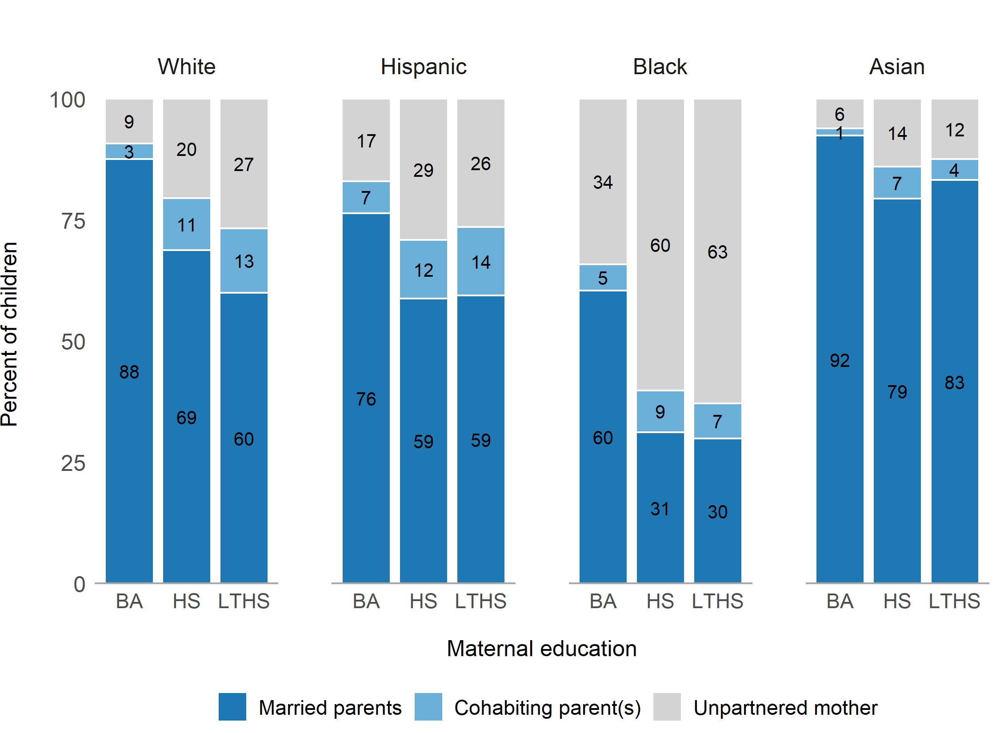 White Hispanic Black Asian
100
75
50
25
0
Percent of children
9 20 27
3 11 13
88 69 60
17 29 26
7 12 14
76 59 59
34 60 63
5 9 7
60 31 30
6 14 12
1 7 4
92 79 83
BA HS LTHS BA HS LTHS BA HS LTHS BA HS LTHS
Maternal education
Married parents Cohabiting parent(s) Unpartnered mother